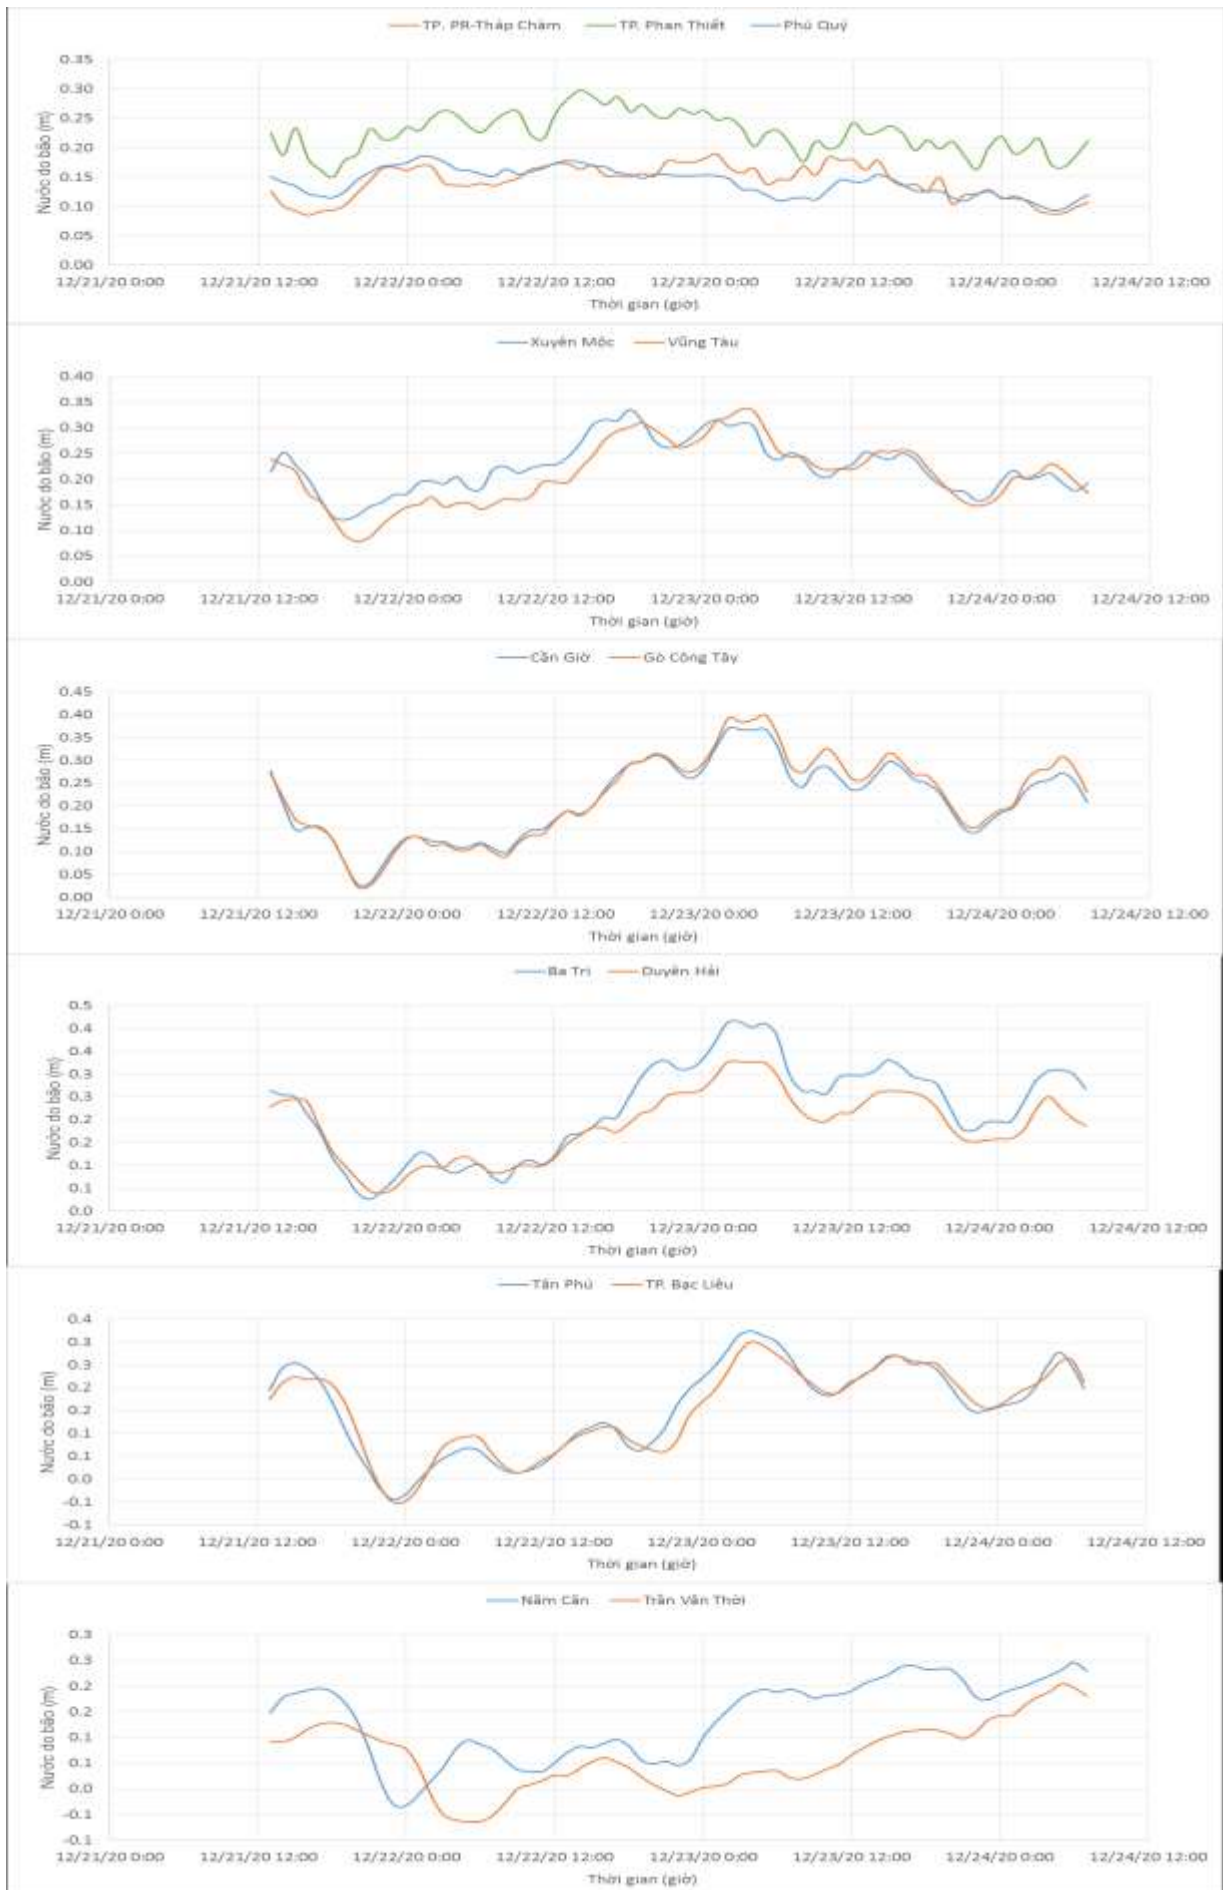 TP. PR-Tháp Chàm TP. Phan Thiết Phú Quý
Nước do bão (m)
0.35
0.30
0.25
0.20
0.15
0.10
0.05
0.00
12/21/20 0:00 12/21/20 12:00 12/22/20 0:00 12/22/20 12:00 12/23/20 0:00 12/23/20 12:00 12/24/20 0:00 12/24/20 12:00
Thời gian (giờ)
Xuyên Mộc Vũng Tàu
Nước do bão (m)
0.40
0.35
0.30
0.25
0.20
0.15
0.10
0.05
0.00
12/21/20 0:00 12/21/20 12:00 12/22/20 0:00 12/22/20 12:00 12/23/20 0:00 12/23/20 12:00 12/24/20 0:00 12/24/20 12:00
Thời gian (giờ)
Cần Giờ Gò Công Tây
Nước do bão (m)
0.45
0.40
0.35
0.30
0.25
0.20
0.15
0.10
0.05
0.00
12/21/20 0:00 12/21/20 12:00 12/22/20 0:00 12/22/20 12:00 12/23/20 0:00 12/23/20 12:00 12/24/20 0:00 12/24/20 12:00
Thời gian (giờ)
Ba Tri Duyên Hải
Nước do bão (m)
0.5
0.4
0.4
0.3
0.3
0.2
0.2
0.1
0.1
0.0
12/21/20 0:00 12/21/20 12:00 12/22/20 0:00 12/22/20 12:00 12/23/20 0:00 12/23/20 12:00 12/24/20 0:00 12/24/20 12:00
Thời gian (giờ)
Tân Phú TP. Bạc Liêu
Nước do bão (m)
0.4
0.3
0.3
0.2
0.2
0.1
0.1
0.0
-0.1
-0.1
12/21/20 0:00 12/21/20 12:00 12/22/20 0:00 12/22/20 12:00 12/23/20 0:00 12/23/20 12:00 12/24/20 0:00 12/24/20 12:00
Thời gian (giờ)
Năm Căn Trần Văn Thời
Nước do bão (m)
0.3
0.3
0.2
0.2
0.1
0.1
0.0
-0.1
-0.1
12/21/20 0:00 12/21/20 12:00 12/22/20 0:00 12/22/20 12:00 12/23/20 0:00 12/23/20 12:00 12/24/20 0:00 12/24/20 12:00
Thời gian (giờ)